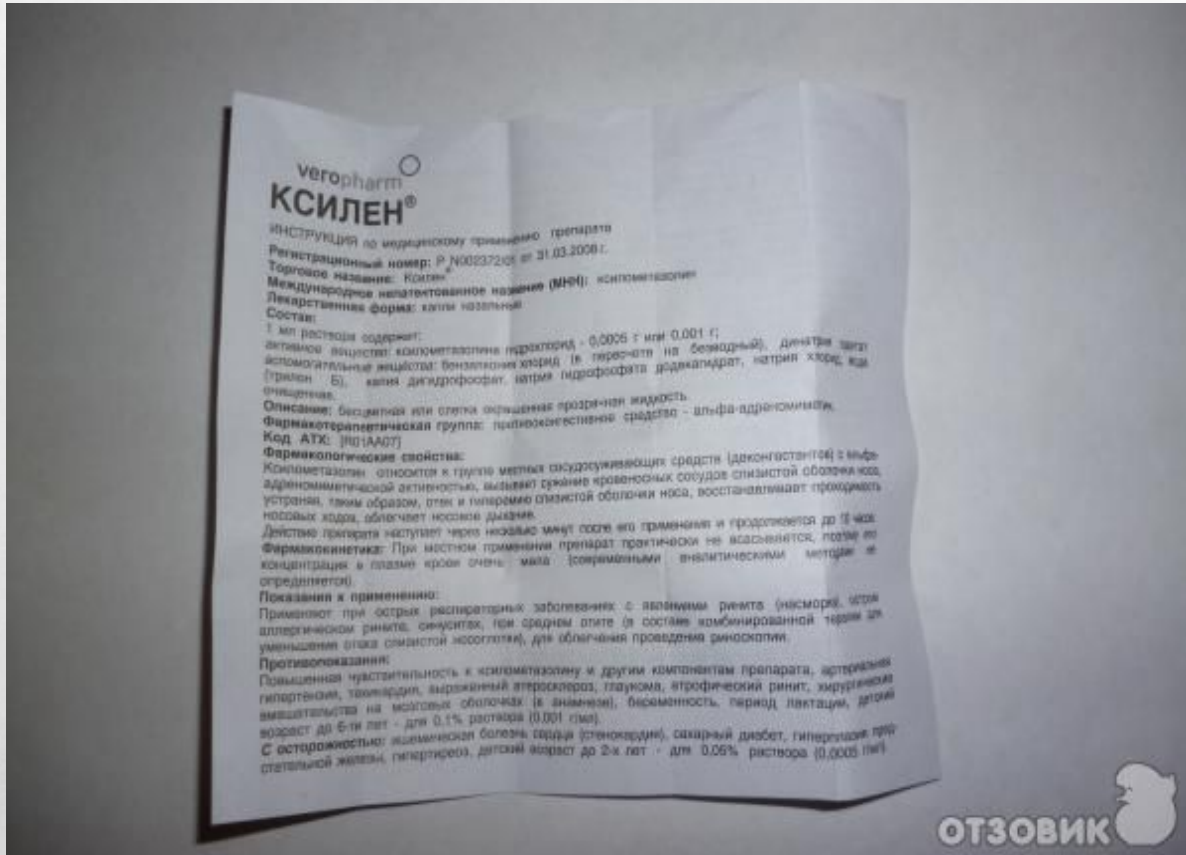 veropharm
КСИЛЕН®
ИНСТРУКЦИЯ по медицинскому применению препарата
Регистрационный номер: Р N002372/01 от 31.03.2008 г.
Торговое название: Ксилен®
Международное непатентованное название (МНН): ксилометазолин
Лекарственная форма: капли назальные
Состав:
1 мл раствора содержит:
активное вещество: ксилометазолина гидрохлорид - 0,0005 г или 0,001 г;
вспомогательные вещества: бензалкония хлорид (в пересчете на безводный), динатрия эдетат
(трилон Б), калия дигидрофосфат, натрия гидрофосфата додекагидрат, натрия хлорид, вода
очищенная.
Описание: бесцветная или слегка окрашенная прозрачная жидкость.
Фармакотерапевтическая группа: противоконгестивное средство - альфа-адреномиметик.
Код АТХ: [R01AA07]
Фармакологические свойства:
Ксилометазолин относится к группе местных сосудосуживающих средств (деконгестантов) с альфа-
адреномиметической активностью, вызывает сужение кровеносных сосудов слизистой оболочки носа,
устраняя, таким образом, отек и гиперемию слизистой оболочки носа, восстанавливает проходимость
носовых ходов, облегчает носовое дыхание.
Действие препарата наступает через несколько минут после его применения и продолжается до 10 часов.
Фармакокинетика: При местном применении препарат практически не всасывается, поэтому его
концентрация в плазме крови очень мала (современными аналитическими методами не
определяется).
Показания к применению:
Применяют при острых респираторных заболеваниях с явлениями ринита (насморка), остром
аллергическом рините, синуситах, при среднем отите (в составе комбинированной терапии для
уменьшения отека слизистой носоглотки), для облегчения проведения риноскопии.
Противопоказания:
Повышенная чувствительность к ксилометазолину и другим компонентам препарата, артериальная
гипертензия, тахикардия, выраженный атеросклероз, глаукома, атрофический ринит, хирургические
вмешательства на мозговых оболочках (в анамнезе), беременность, период лактации, детский
возраст до 6-ти лет - для 0,1% раствора (0,001 г/мл).
С осторожностью: ишемическая болезнь сердца (стенокардия), сахарный диабет, гиперплазия пред-
стательной железы, гипертиреоз, детский возраст до 2-х лет - для 0,05% раствора (0,0005 г/мл).
ОТЗОВИК